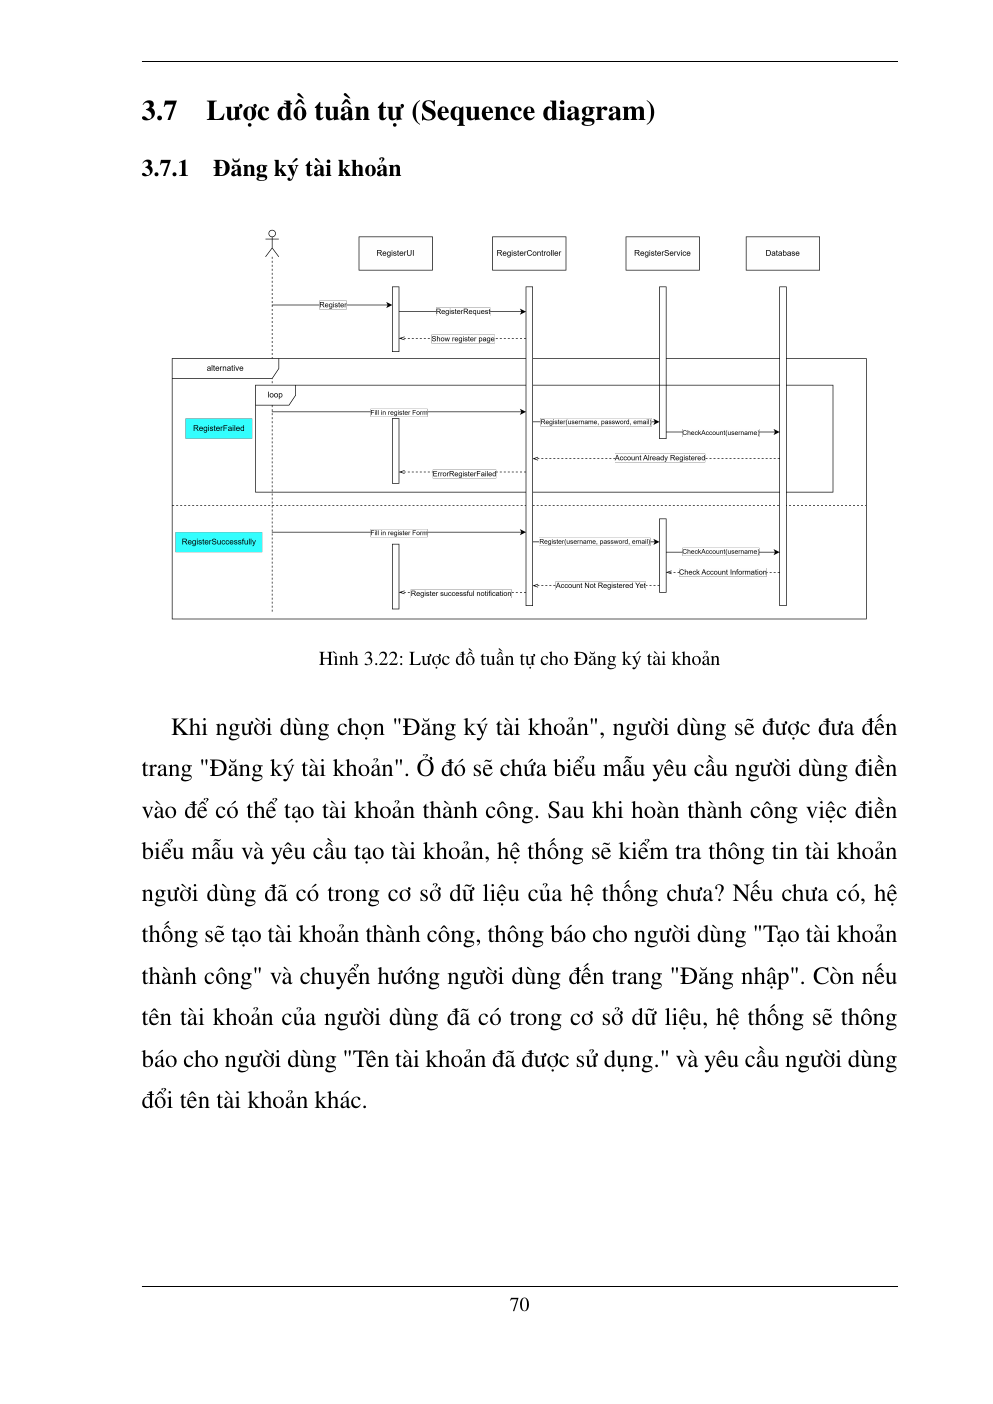 3.7 Lược đồ tuần tự (Sequence diagram)
3.7.1 Đăng ký tài khoản
RegisterUI
RegisterController
RegisterService
Database
Register
RegisterRequest
Show register page
alternative
loop
Fill in register Form
RegisterFailed
Register(username, password, email)
CheckAccount(username)
Account Already Registered
ErrorRegisterFailed
Fill in register Form
RegisterSuccessfully
Register(username, password, email)
CheckAccount(username)
Check Account Information
Account Not Registered Yet
Register successful notification
Hình 3.22: Lược đồ tuần tự cho Đăng ký tài khoản
Khi người dùng chọn "Đăng ký tài khoản", người dùng sẽ được đưa đến
trang "Đăng ký tài khoản". Ở đó sẽ chứa biểu mẫu yêu cầu người dùng điền
vào để có thể tạo tài khoản thành công. Sau khi hoàn thành công việc điền
biểu mẫu và yêu cầu tạo tài khoản, hệ thống sẽ kiểm tra thông tin tài khoản
người dùng đã có trong cơ sở dữ liệu của hệ thống chưa? Nếu chưa có, hệ
thống sẽ tạo tài khoản thành công, thông báo cho người dùng "Tạo tài khoản
thành công" và chuyển hướng người dùng đến trang "Đăng nhập". Còn nếu
tên tài khoản của người dùng đã có trong cơ sở dữ liệu, hệ thống sẽ thông
báo cho người dùng "Tên tài khoản đã được sử dụng." và yêu cầu người dùng
đổi tên tài khoản khác.
70